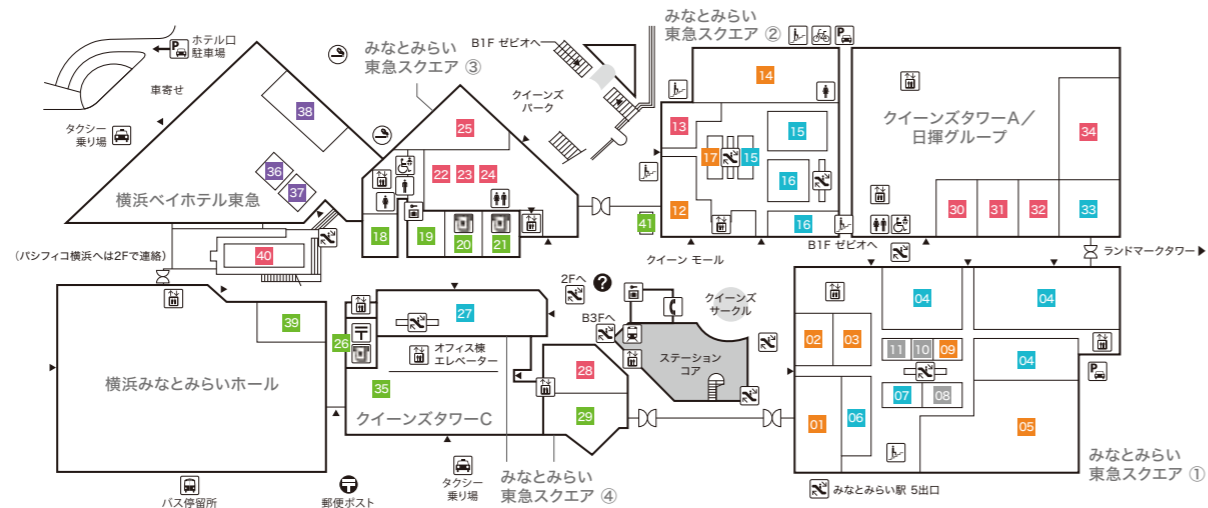 ホテル口
駐車場
車寄せ
タクシー
乗り場
38
36
37
横浜ベイホテル東急
みなとみらい
東急スクエア ③
25
22 23 24
18 19 20 21
B1F ゼビオへ
クイーンズ
パーク
みなとみらい
東急スクエア ②
14
13
17 15
15
16
12
16
41
クイーン モール
クイーンズタワーA/
日揮グループ
34
30 31 32 33
B1F ゼビオへ
ランドマークタワー▶
(パシフィコ横浜へは2Fで連絡)
40
39
横浜みなとみらいホール
バス停留所
郵便ポスト
26
27
オフィス棟
エレベーター
35
クイーンズタワーC
28
29
タクシー
乗り場
みなとみらい
東急スクエア ④
2Fへ
?
B3Fへ
クイーンズ
サークル
ステーション
コア
04 04
02 03
11 10 09
04
07 08
01 06
05
みなとみらい
東急スクエア ①
みなとみらい駅 5出口